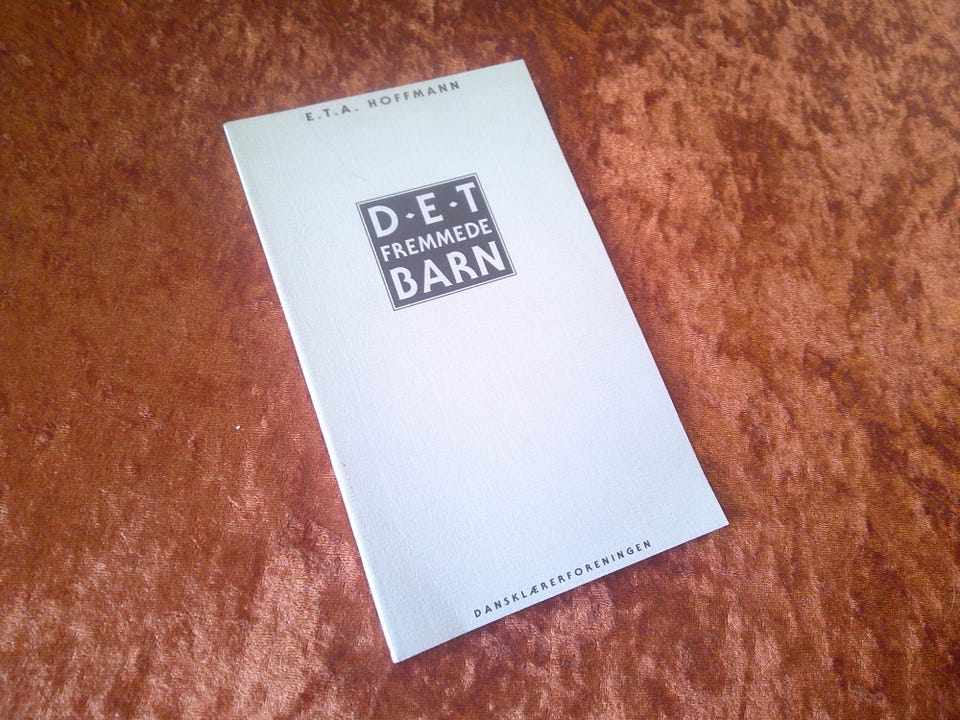 E.T.A. HOFFMANN
D·E·T
FREMMEDE
BARN
DANSKLÆRERFORENINGEN